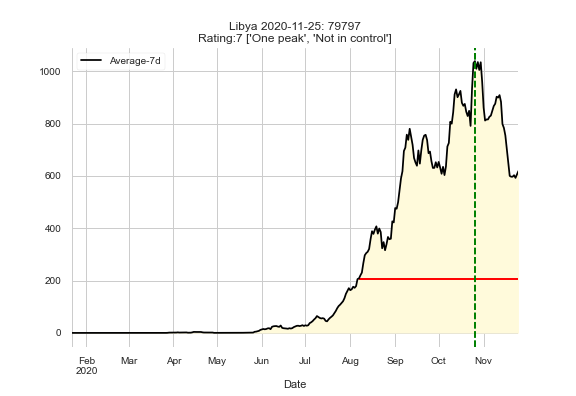 Libya 2020-11-25: 79797
Rating:7 ['One peak', 'Not in control']
Average-7d
1000
800
600
400
200
0
Feb Mar Apr May Jun Jul Aug Sep Oct Nov
2020
Date